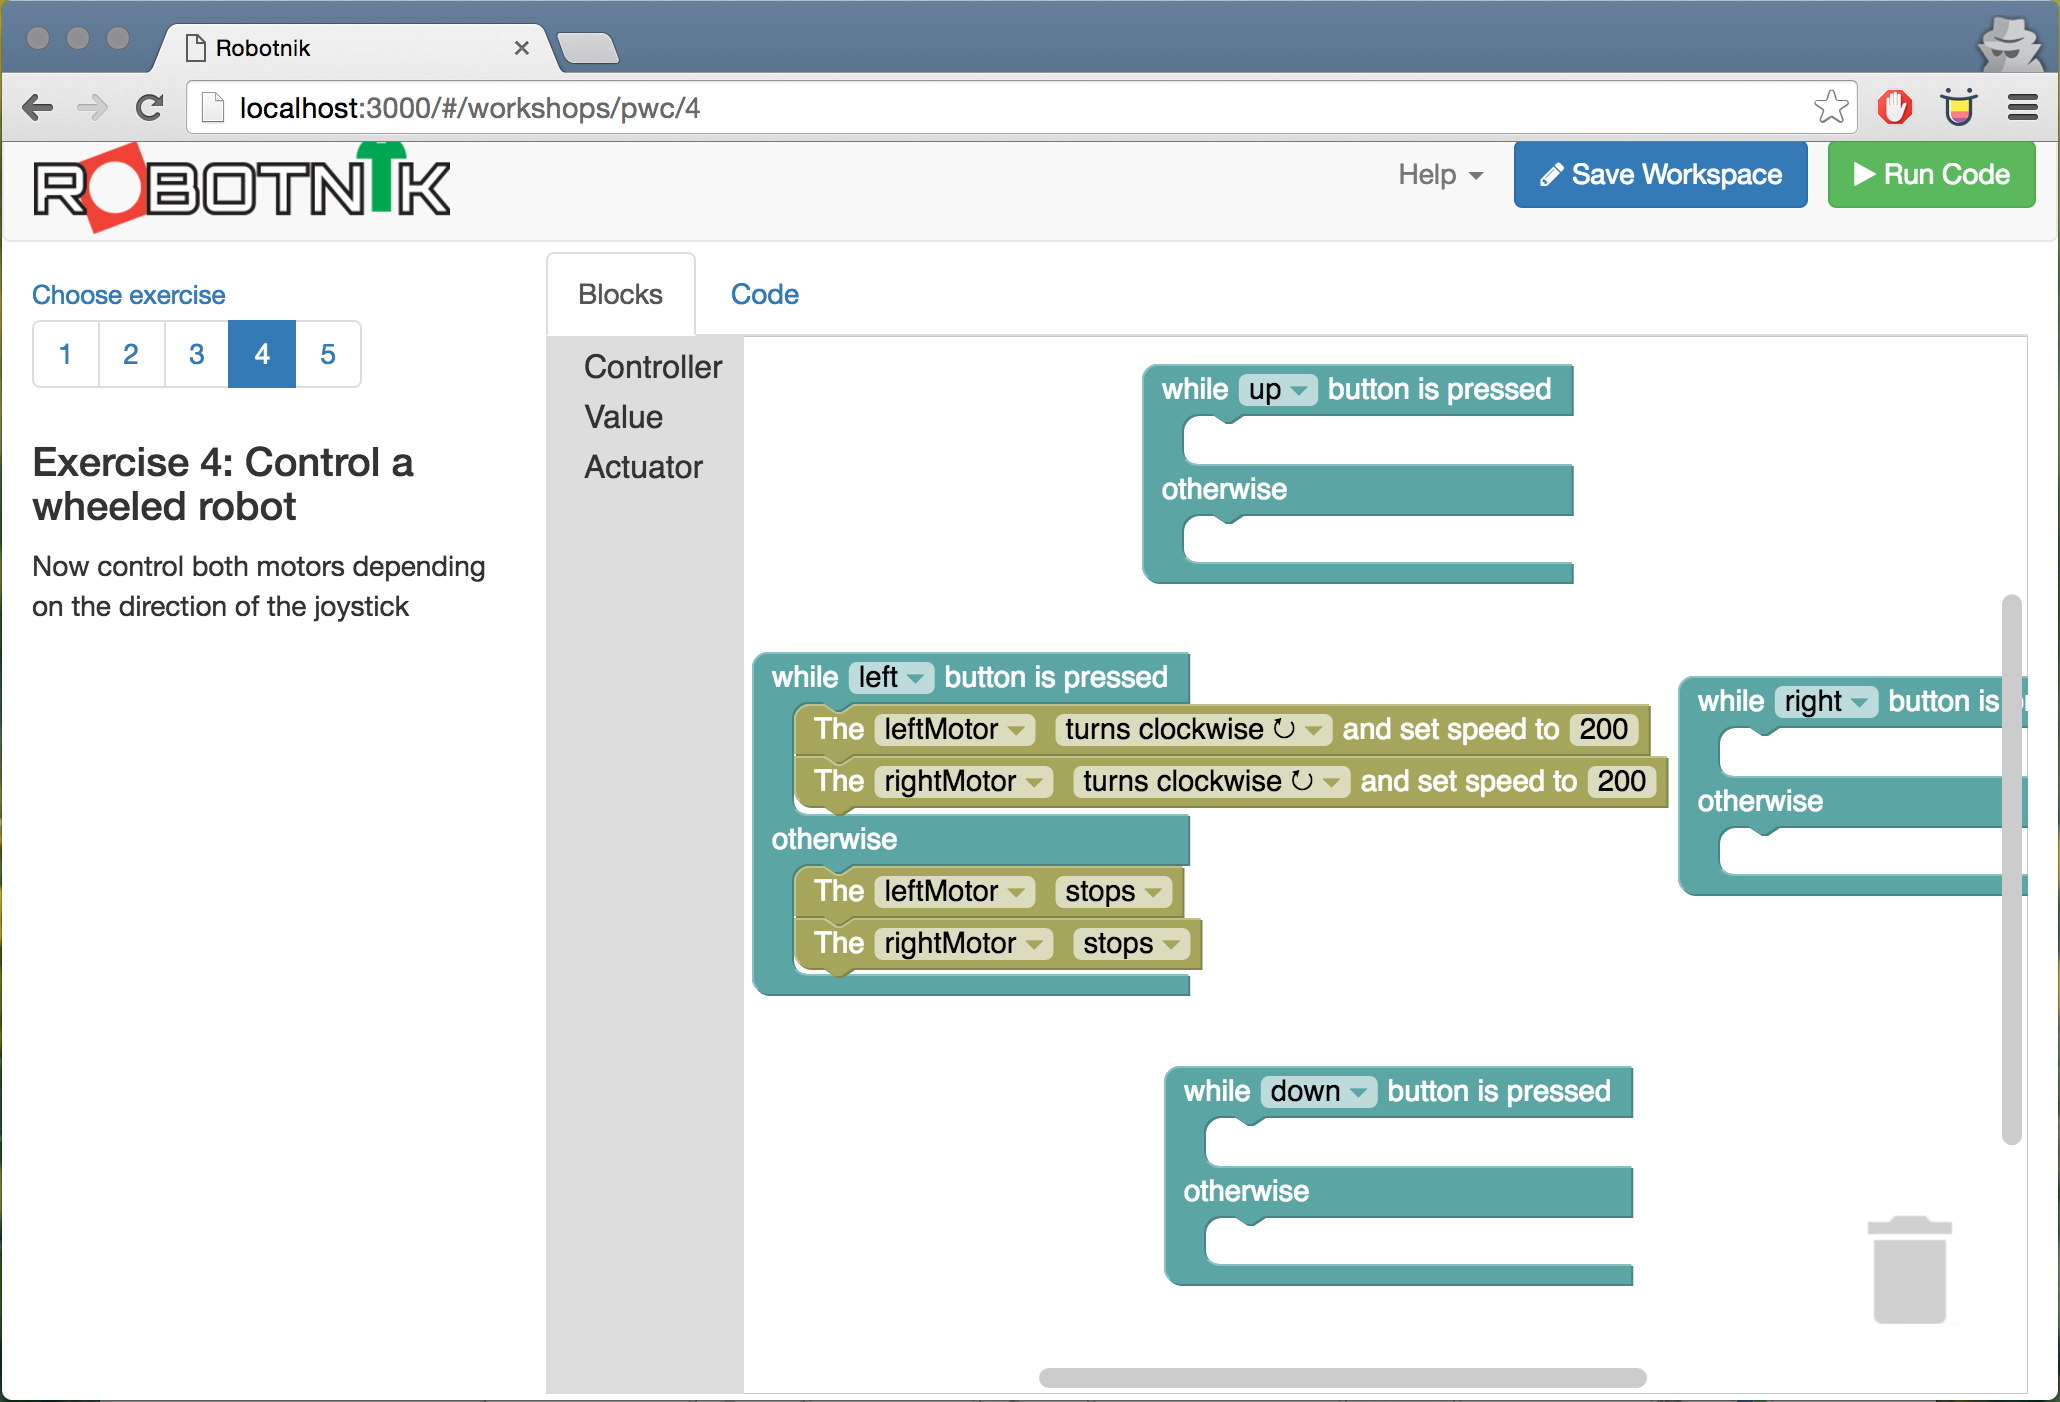 Robotnik
localhost:3000/#/workshops/pwc/4
ROBOTNIK
Help
Save Workspace
Run Code
Choose exercise
1 2 3 4 5
Exercise 4: Control a
wheeled robot
Now control both motors depending
on the direction of the joystick
Blocks
Code
Controller
Value
Actuator
while up button is pressed
otherwise
while left button is pressed
The leftMotor turns clockwise ↻ and set speed to 200
The rightMotor turns clockwise ↻ and set speed to 200
otherwise
The leftMotor stops
The rightMotor stops
while right button is
otherwise
while down button is pressed
otherwise